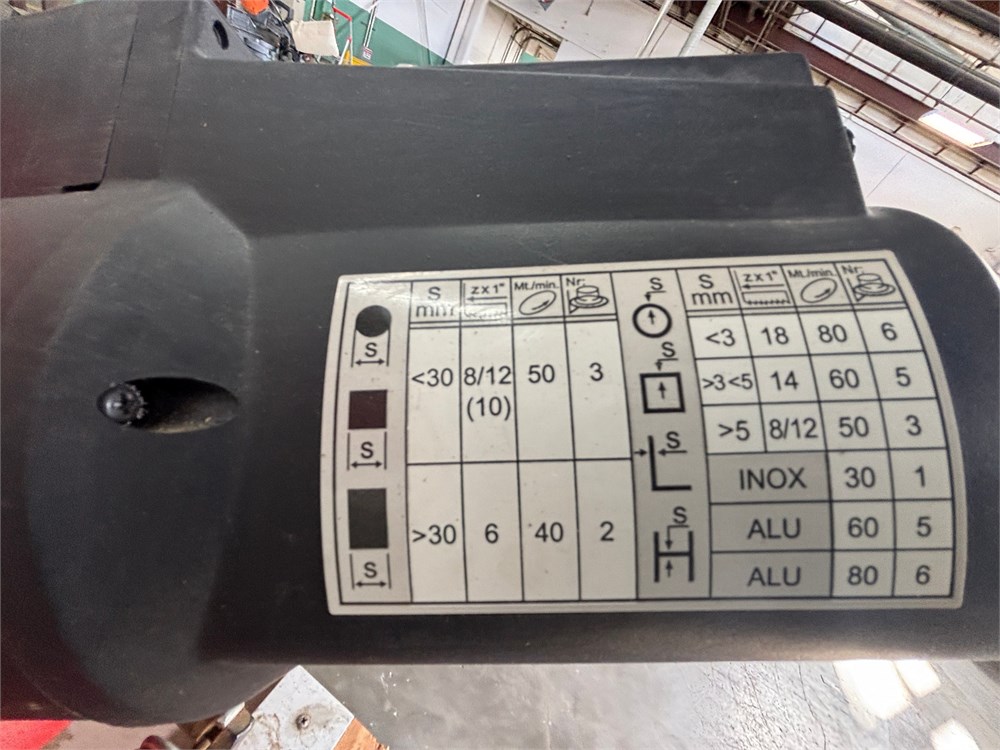 S mm z x 1" Mt./min. Nr.
S
<30 8/12 (10) 50 3
S
>30 6 40 2
S
S
S
S
S
S mm z x 1" Mt./min. Nr.
<3 18 80 6
>3<5 14 60 5
>5 8/12 50 3
INOX 30 1
ALU 60 5
ALU 80 6